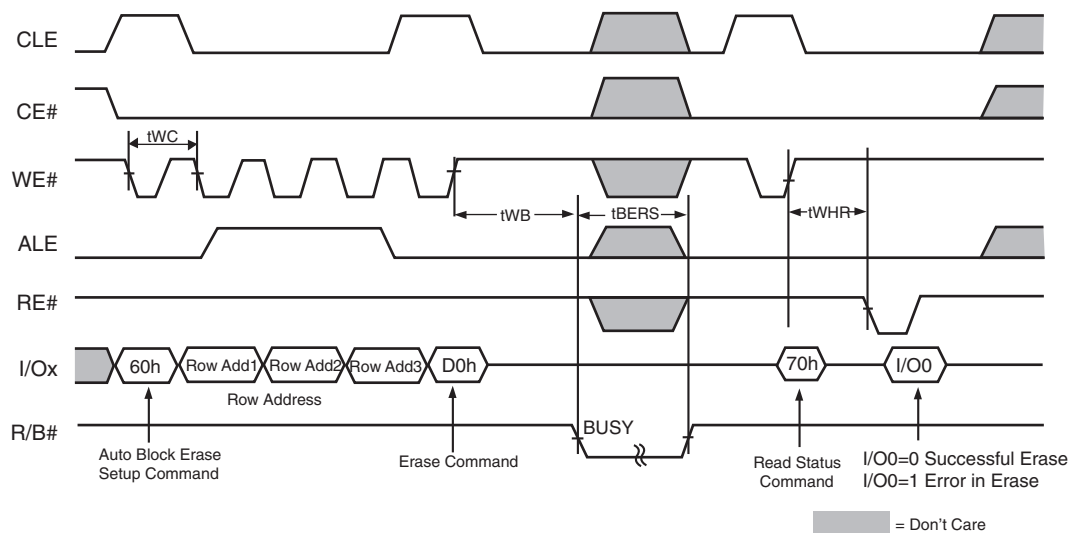 CLE
CE#
tWC
WE#
tWB
tBERS
tWHR
ALE
RE#
I/Ox
60h
Row Add1
Row Add2
Row Add3
D0h
70h
I/O0
Row Address
R/B#
BUSY
Auto Block Erase
Setup Command
Erase Command
Read Status
Command
I/O0=0 Successful Erase
I/O0=1 Error in Erase
= Don't Care